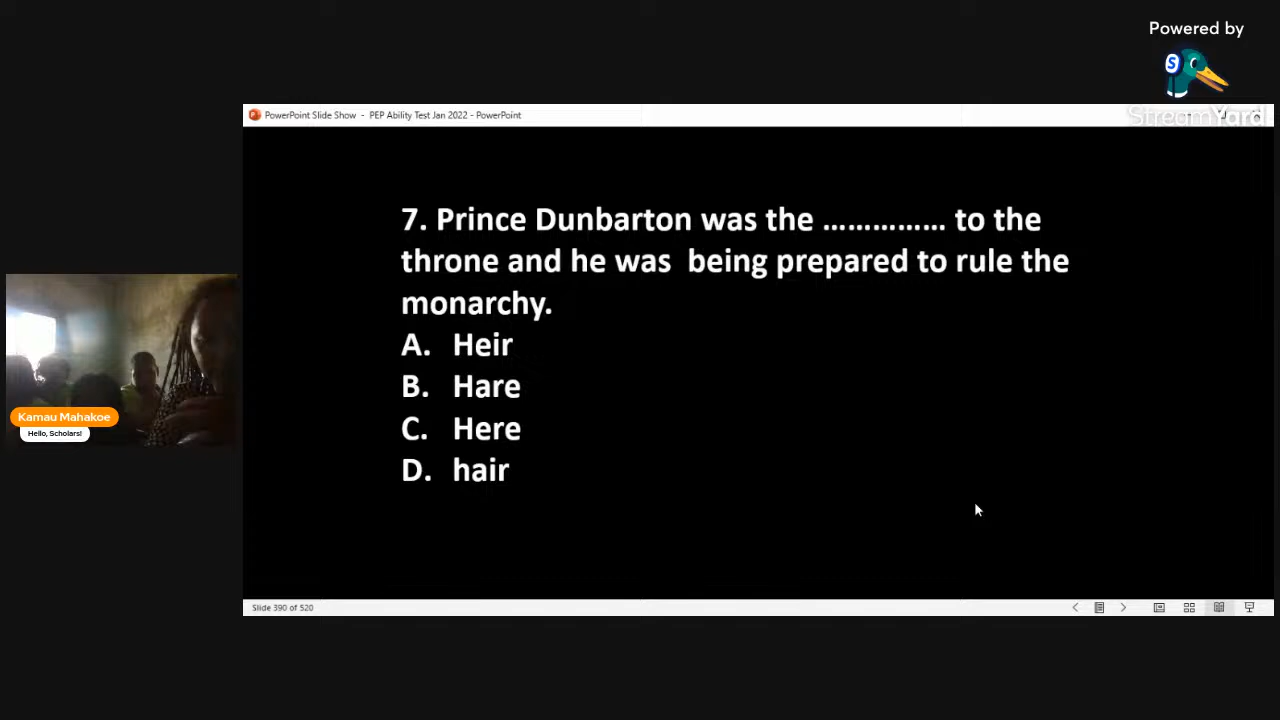 Powered by
S
StreamYard
PowerPoint Slide Show - PEP Ability Test Jan 2022 - PowerPoint
7. Prince Dunbarton was the …………… to the
throne and he was being prepared to rule the
monarchy.
A. Heir
B. Hare
C. Here
D. hair
Kamau Mahakoe
Hello, Scholars!
Slide 390 of 520